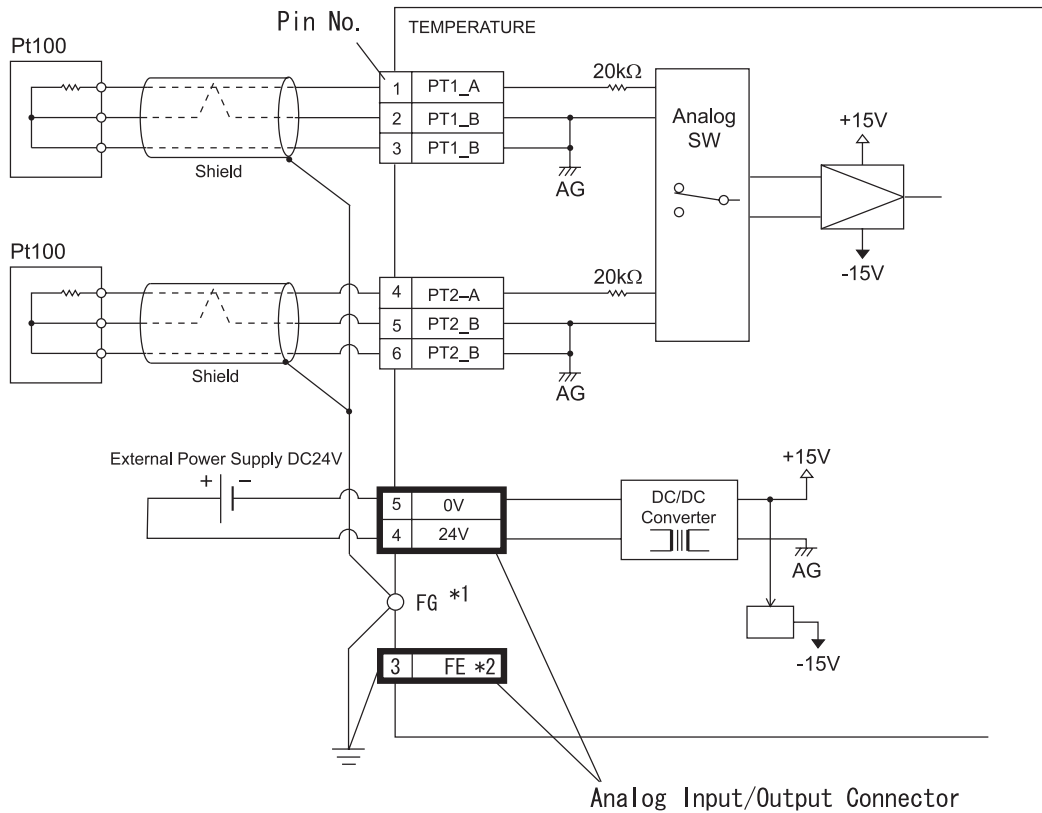 Pin No.
TEMPERATURE
Pt100
1 PT1_A
2 PT1_B
3 PT1_B
20kΩ
Analog
SW
+15V
-15V
Shield
AG
Pt100
4 PT2-A
5 PT2_B
6 PT2_B
20kΩ
Shield
AG
External Power Supply DC24V
+ -
5 0V
4 24V
DC/DC
Converter
+15V
AG
-15V
FG *1
3 FE *2
Analog Input/Output Connector